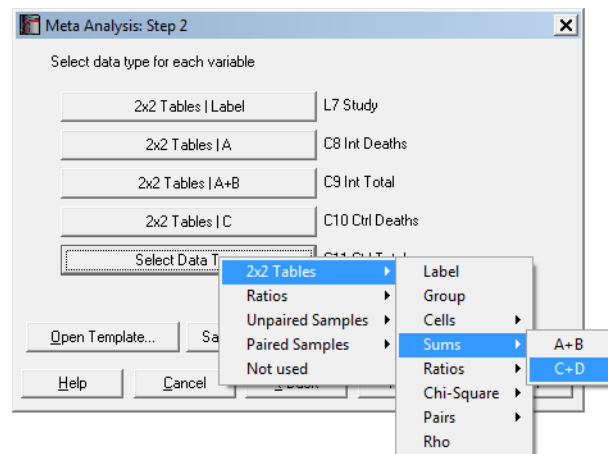 Meta Analysis: Step 2
Select data type for each variable
2x2 Tables | Label L7 Study
2x2 Tables | A C8 Int Deaths
2x2 Tables | A+B C9 Int Total
2x2 Tables | C C10 Ctrl Deaths
Select Data
2x2 Tables
Ratios
Unpaired Samples
Paired Samples
Not used
Label
Group
Cells
Sums
Ratios
Chi-Square
Pairs
Rho
A+B
C+D
Open Template...
Help Cancel